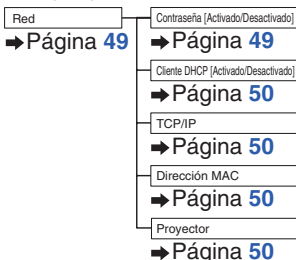 Red
➡Página 49
Contraseña [Activado/Desactivado]
➡Página 49
Cliente DHCP [Activado/Desactivado]
➡Página 50
TCP/IP
➡Página 50
Dirección MAC
➡Página 50
Proyector
➡Página 50